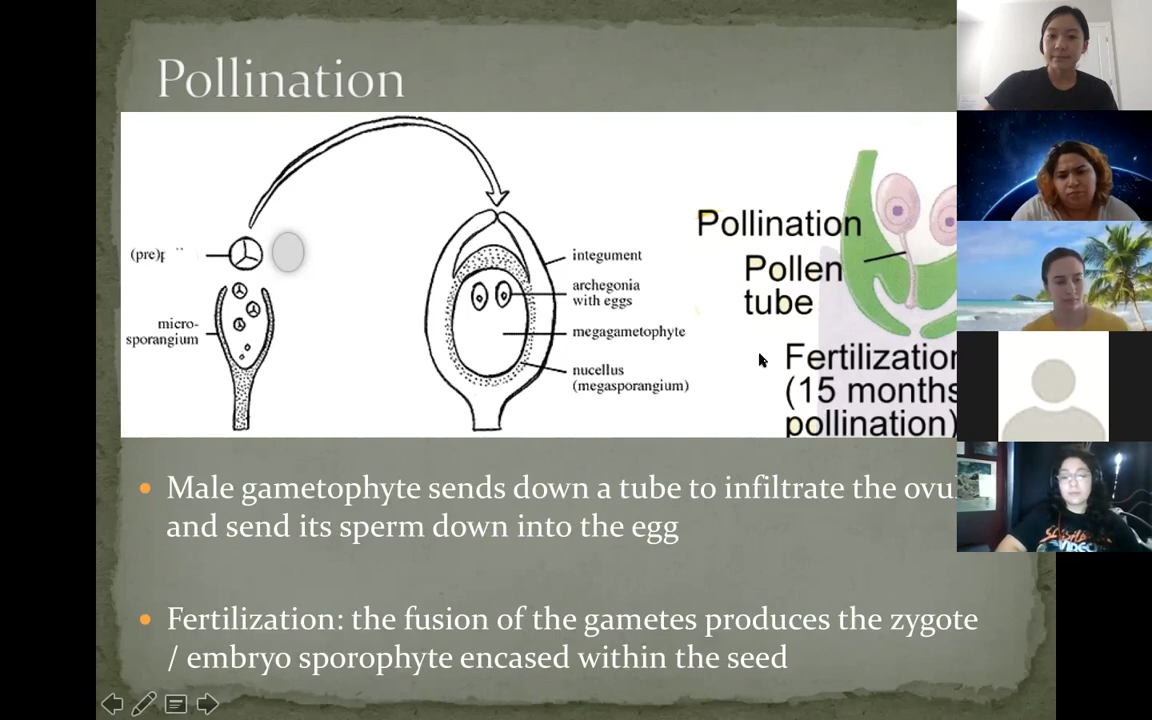 Pollination
(pre)p
micro-
sporangium
integument
archegonia
with eggs
megagametophyte
nucellus
(megasporangium)
Pollination
Pollen
tube
Fertilization
(15 months
pollination)
• Male gametophyte sends down a tube to infiltrate the ovu
and send its sperm down into the egg
• Fertilization: the fusion of the gametes produces the zygote
/ embryo sporophyte encased within the seed